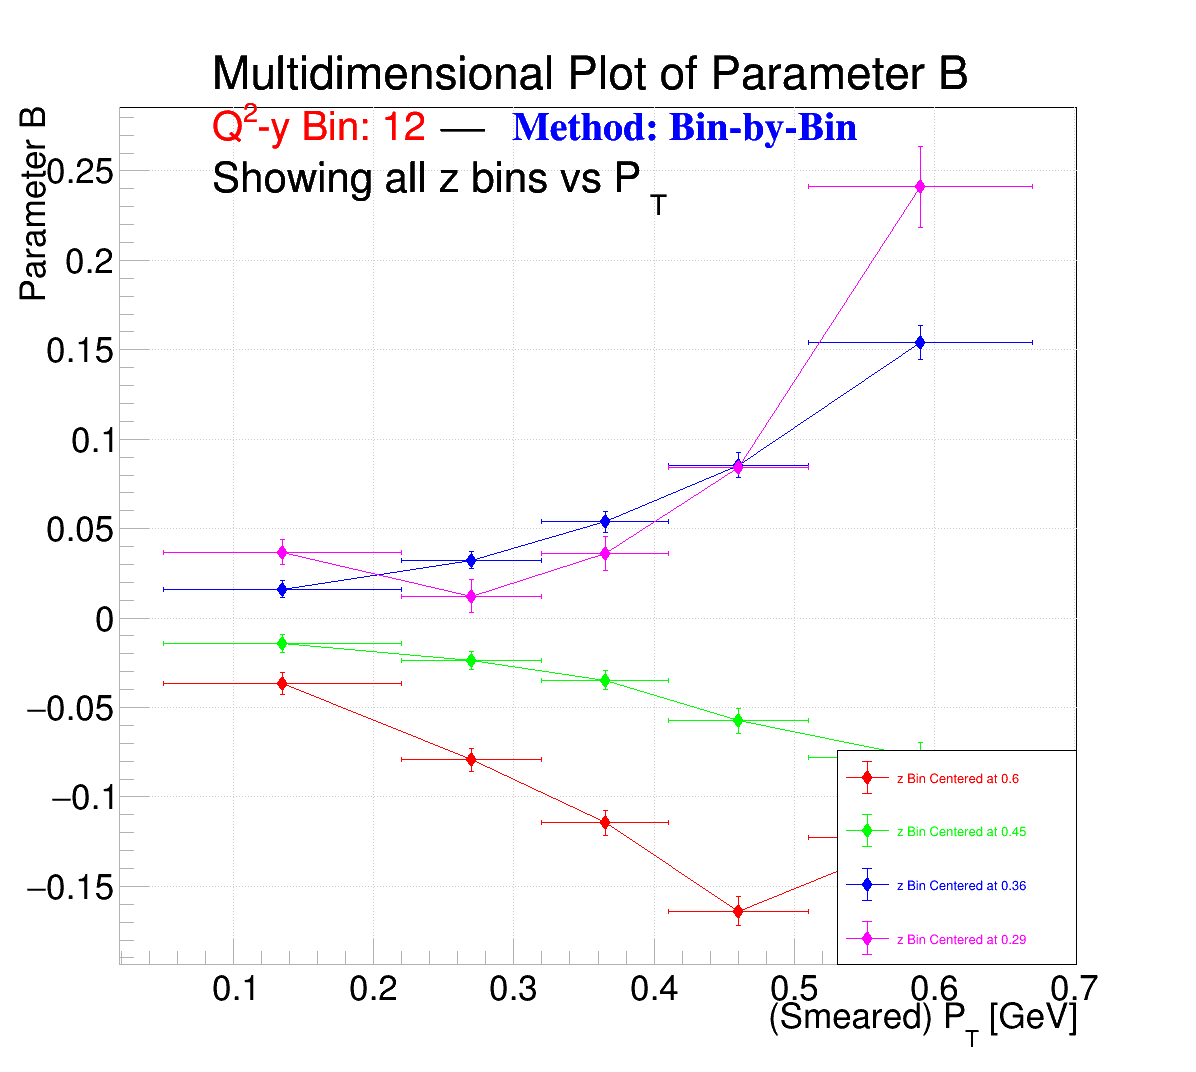 Multidimensional Plot of Parameter B
Q²-y Bin: 12 — Method: Bin-by-Bin
Showing all z bins vs P_T
Parameter B
0.25
0.2
0.15
0.1
0.05
0
−0.05
−0.1
−0.15
z Bin Centered at 0.6
z Bin Centered at 0.45
z Bin Centered at 0.36
z Bin Centered at 0.29
0.1 0.2 0.3 0.4 0.5 0.6 0.7
(Smeared) P_T [GeV]